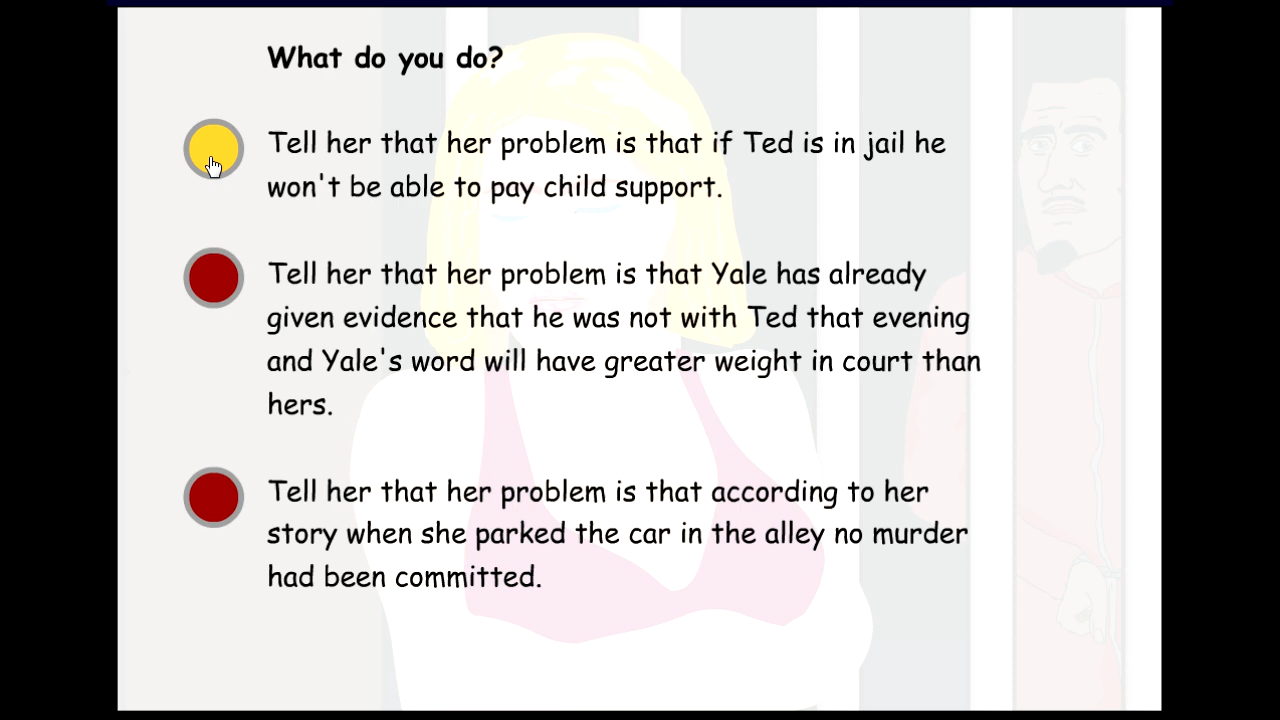 What do you do?
Tell her that her problem is that if Ted is in jail he
won't be able to pay child support.
Tell her that her problem is that Yale has already
given evidence that he was not with Ted that evening
and Yale's word will have greater weight in court than
hers.
Tell her that her problem is that according to her
story when she parked the car in the alley no murder
had been committed.